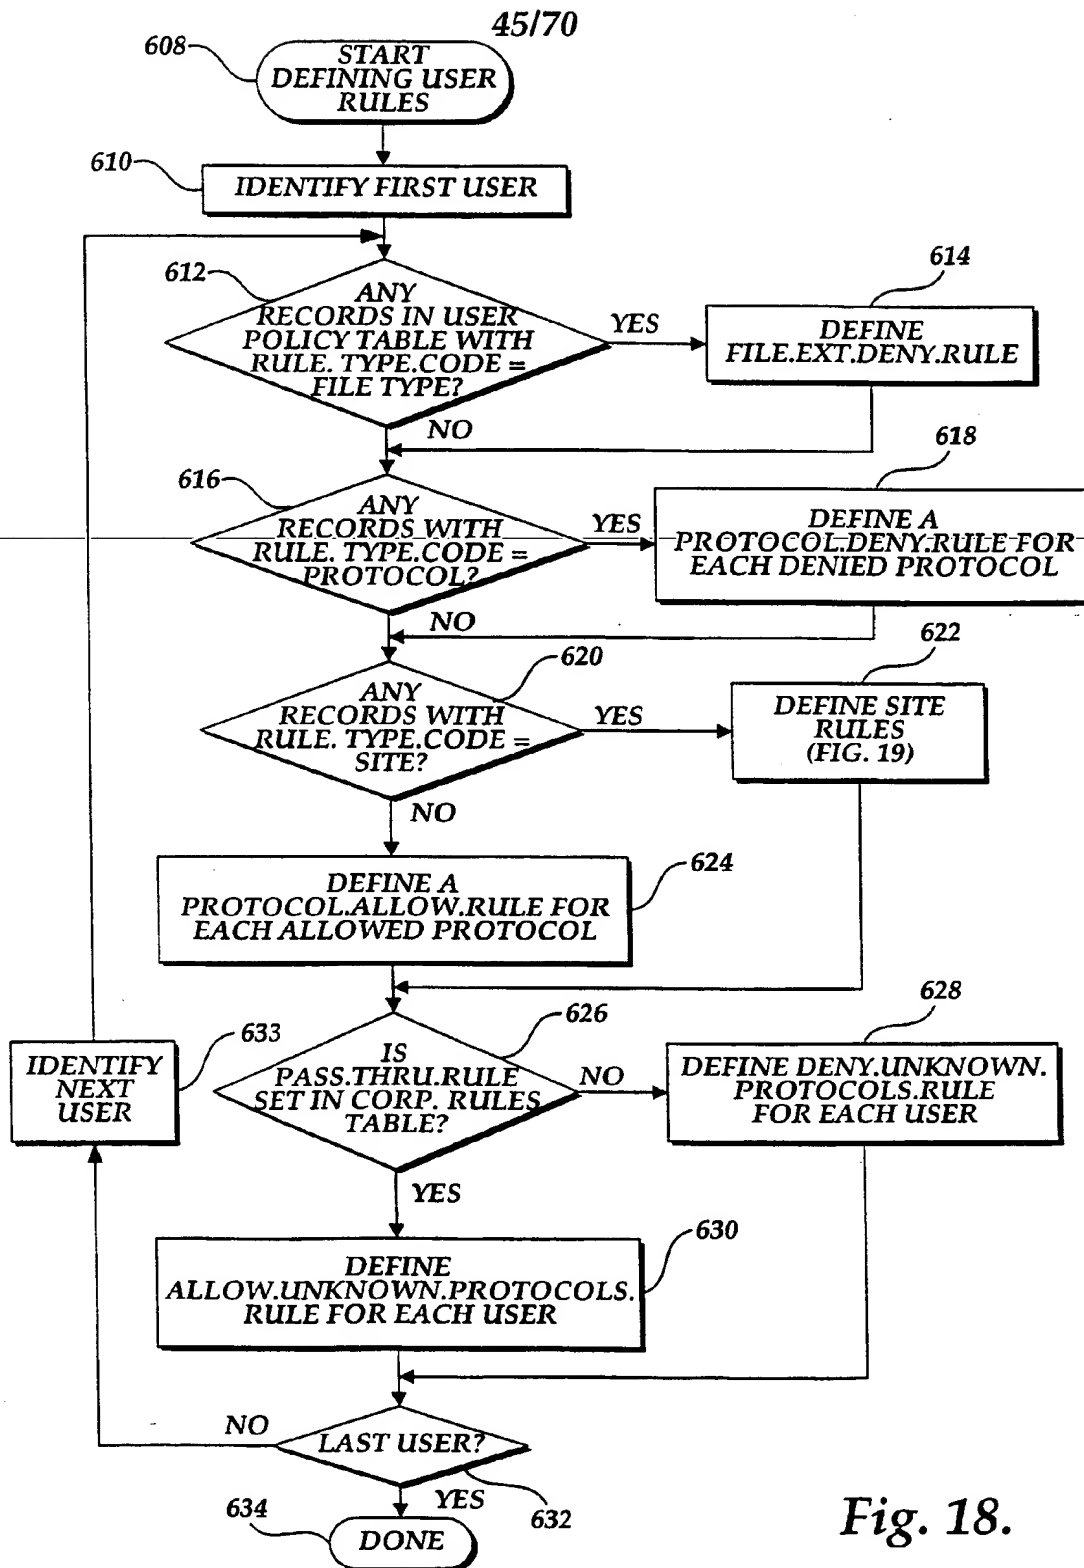 45/70
608
START
DEFINING USER
RULES
610
IDENTIFY FIRST USER
612
ANY
RECORDS IN USER
POLICY TABLE WITH
RULE. TYPE.CODE =
FILE TYPE?
YES
614
DEFINE
FILE.EXT.DENY.RULE
NO
616
ANY
RECORDS WITH
RULE. TYPE.CODE =
PROTOCOL?
YES
618
DEFINE A
PROTOCOL.DENY.RULE FOR
EACH DENIED PROTOCOL
NO
620
ANY
RECORDS WITH
RULE. TYPE.CODE =
SITE?
YES
622
DEFINE SITE
RULES
(FIG. 19)
NO
624
DEFINE A
PROTOCOL.ALLOW.RULE FOR
EACH ALLOWED PROTOCOL
626
IS
PASS.THRU.RULE
SET IN CORP. RULES
TABLE?
NO
628
DEFINE DENY.UNKNOWN.
PROTOCOLS.RULE
FOR EACH USER
633
IDENTIFY
NEXT
USER
YES
630
DEFINE
ALLOW.UNKNOWN.PROTOCOLS.
RULE FOR EACH USER
NO
LAST USER?
632
YES
634
DONE
Fig. 18.